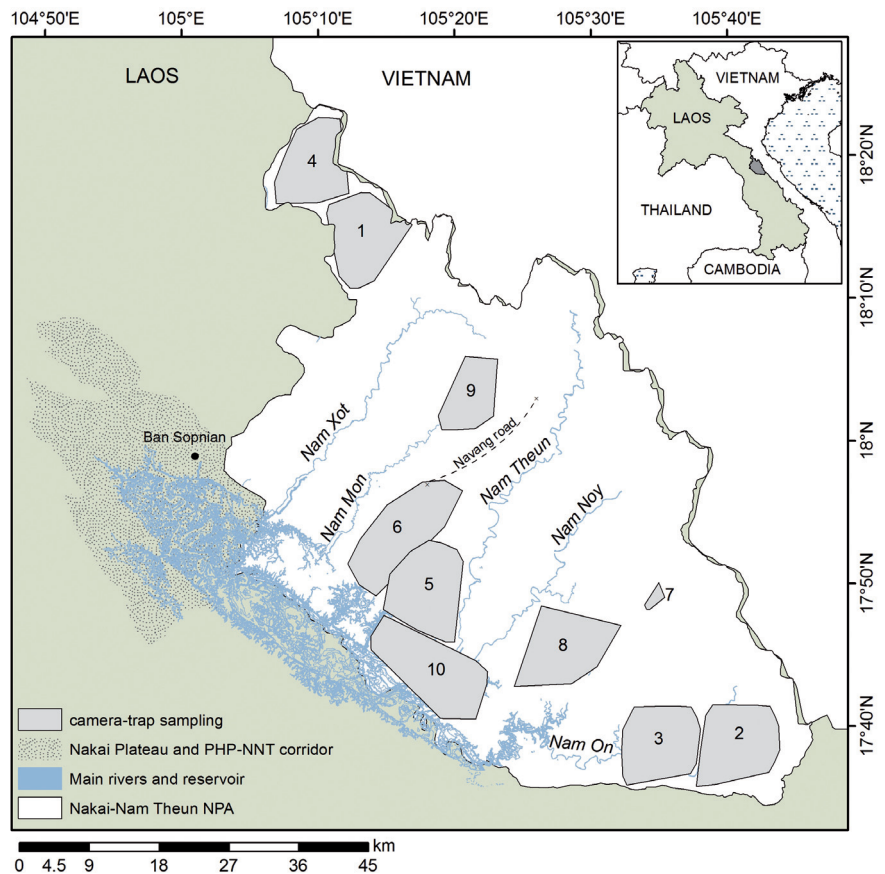 104°50'E 105°E 105°10'E 105°20'E 105°30'E 105°40'E
LAOS
VIETNAM
VIETNAM
LAOS
THAILAND
CAMBODIA
18°20'N
18°10'N
18°N
17°50'N
17°40'N
4
1
9
Navang road
Nam Xot
Nam Theun
Ban Sopnian
Nam Mon
Nam Noy
6
5
7
8
10
Nam On
3
2
camera-trap sampling
Nakai Plateau and PHP-NNT corridor
Main rivers and reservoir
Nakai-Nam Theun NPA
km
0 4.5 9 18 27 36 45